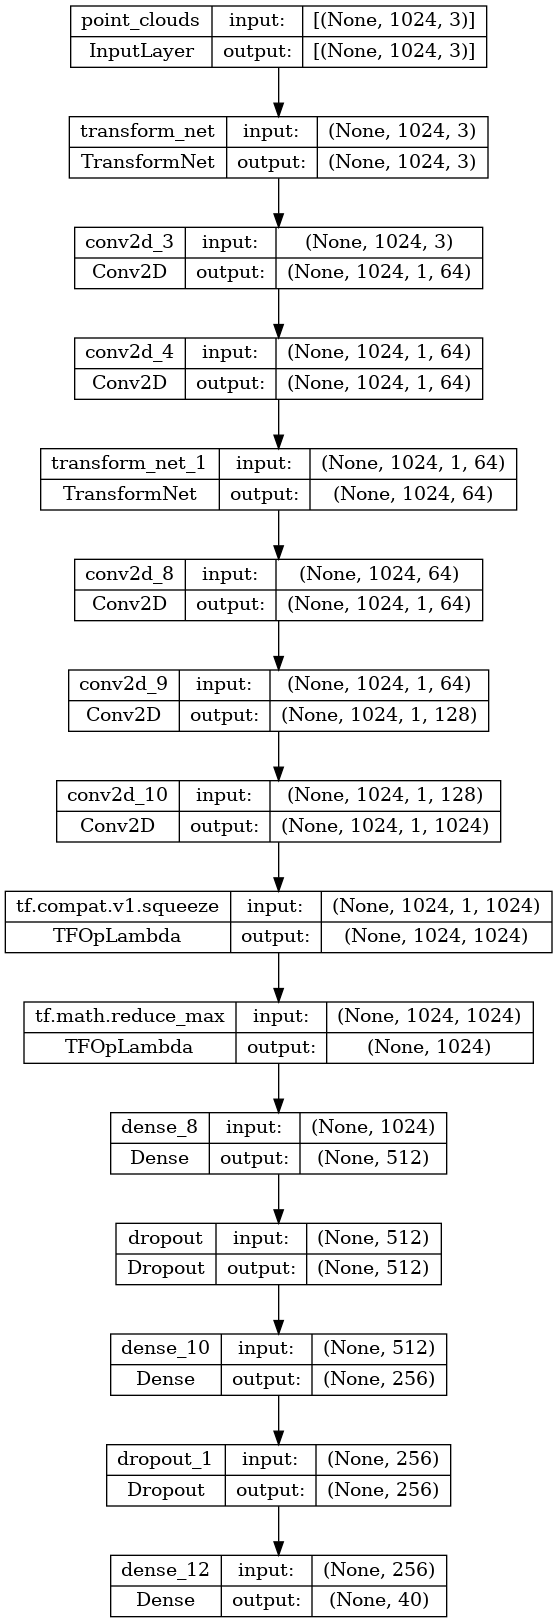 point_clouds input: [(None, 1024, 3)]
InputLayer output: [(None, 1024, 3)]
transform_net input: (None, 1024, 3)
TransformNet output: (None, 1024, 3)
conv2d_3 input: (None, 1024, 3)
Conv2D output: (None, 1024, 1, 64)
conv2d_4 input: (None, 1024, 1, 64)
Conv2D output: (None, 1024, 1, 64)
transform_net_1 input: (None, 1024, 1, 64)
TransformNet output: (None, 1024, 64)
conv2d_8 input: (None, 1024, 64)
Conv2D output: (None, 1024, 1, 64)
conv2d_9 input: (None, 1024, 1, 64)
Conv2D output: (None, 1024, 1, 128)
conv2d_10 input: (None, 1024, 1, 128)
Conv2D output: (None, 1024, 1, 1024)
tf.compat.v1.squeeze input: (None, 1024, 1, 1024)
TFOpLambda output: (None, 1024, 1024)
tf.math.reduce_max input: (None, 1024, 1024)
TFOpLambda output: (None, 1024)
dense_8 input: (None, 1024)
Dense output: (None, 512)
dropout input: (None, 512)
Dropout output: (None, 512)
dense_10 input: (None, 512)
Dense output: (None, 256)
dropout_1 input: (None, 256)
Dropout output: (None, 256)
dense_12 input: (None, 256)
Dense output: (None, 40)